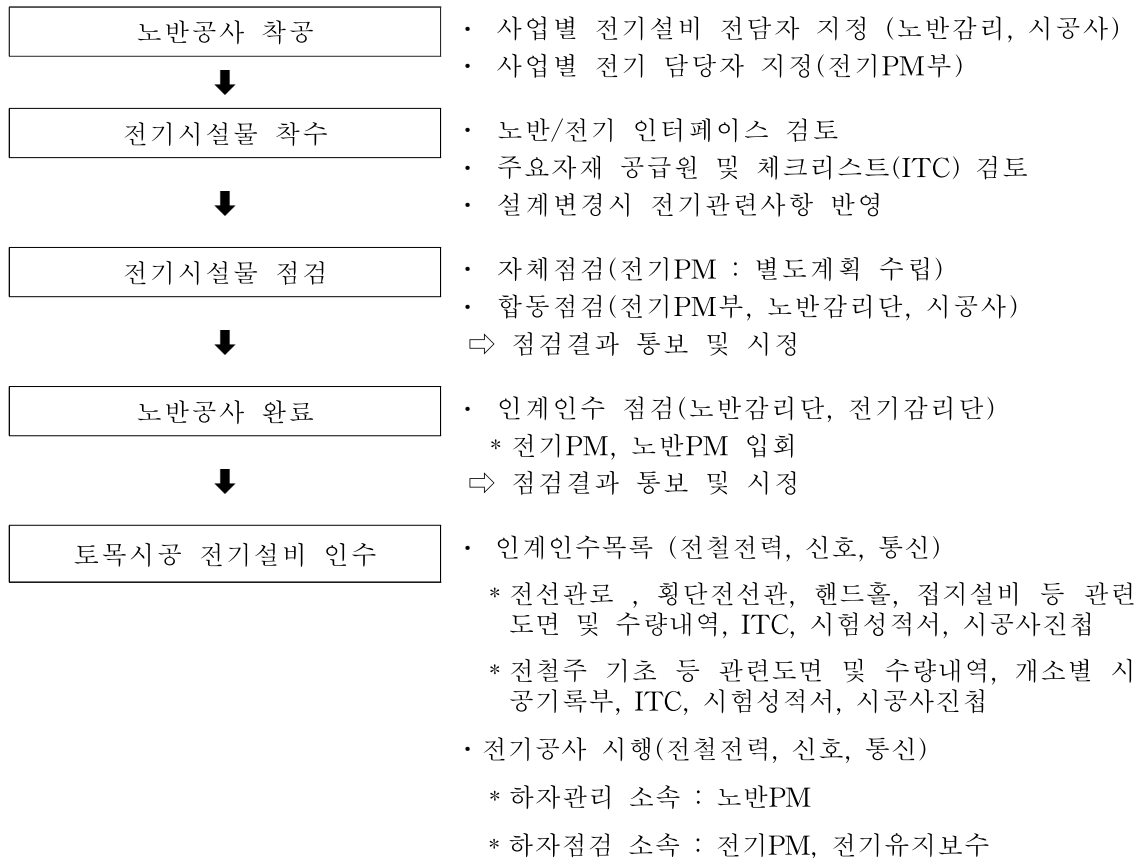 노반공사 착공
· 사업별 전기설비 전담자 지정 (노반감리, 시공사)
· 사업별 전기 담당자 지정(전기PM부)
⬇
전기시설물 착수
· 노반/전기 인터페이스 검토
· 주요자재 공급원 및 체크리스트(ITC) 검토
· 설계변경시 전기관련사항 반영
⬇
전기시설물 점검
· 자체점검(전기PM : 별도계획 수립)
· 합동점검(전기PM부, 노반감리단, 시공사)
⇨ 점검결과 통보 및 시정
⬇
노반공사 완료
· 인계인수 점검(노반감리단, 전기감리단)
* 전기PM, 노반PM 입회
⇨ 점검결과 통보 및 시정
⬇
토목시공 전기설비 인수
· 인계인수목록 (전철전력, 신호, 통신)
* 전선관로 , 횡단전선관, 핸드홀, 접지설비 등 관련
도면 및 수량내역, ITC, 시험성적서, 시공사진첩
* 전철주 기초 등 관련도면 및 수량내역, 개소별 시
공기록부, ITC, 시험성적서, 시공사진첩
· 전기공사 시행(전철전력, 신호, 통신)
* 하자관리 소속 : 노반PM
* 하자점검 소속 : 전기PM, 전기유지보수